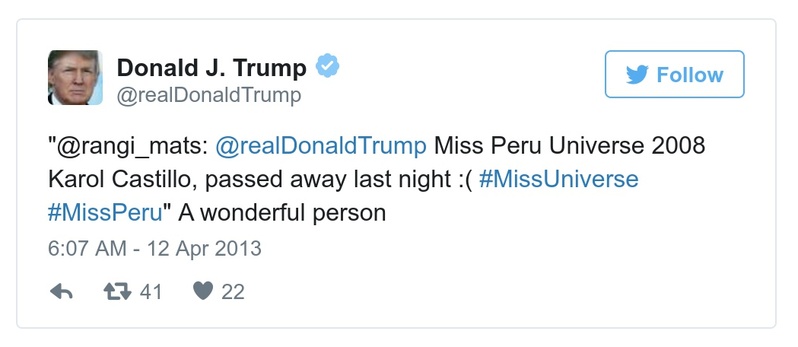 Donald J. Trump
@realDonaldTrump
Follow
"@rangi_mats: @realDonaldTrump Miss Peru Universe 2008
Karol Castillo, passed away last night :( #MissUniverse
#MissPeru" A wonderful person
6:07 AM - 12 Apr 2013
41 22